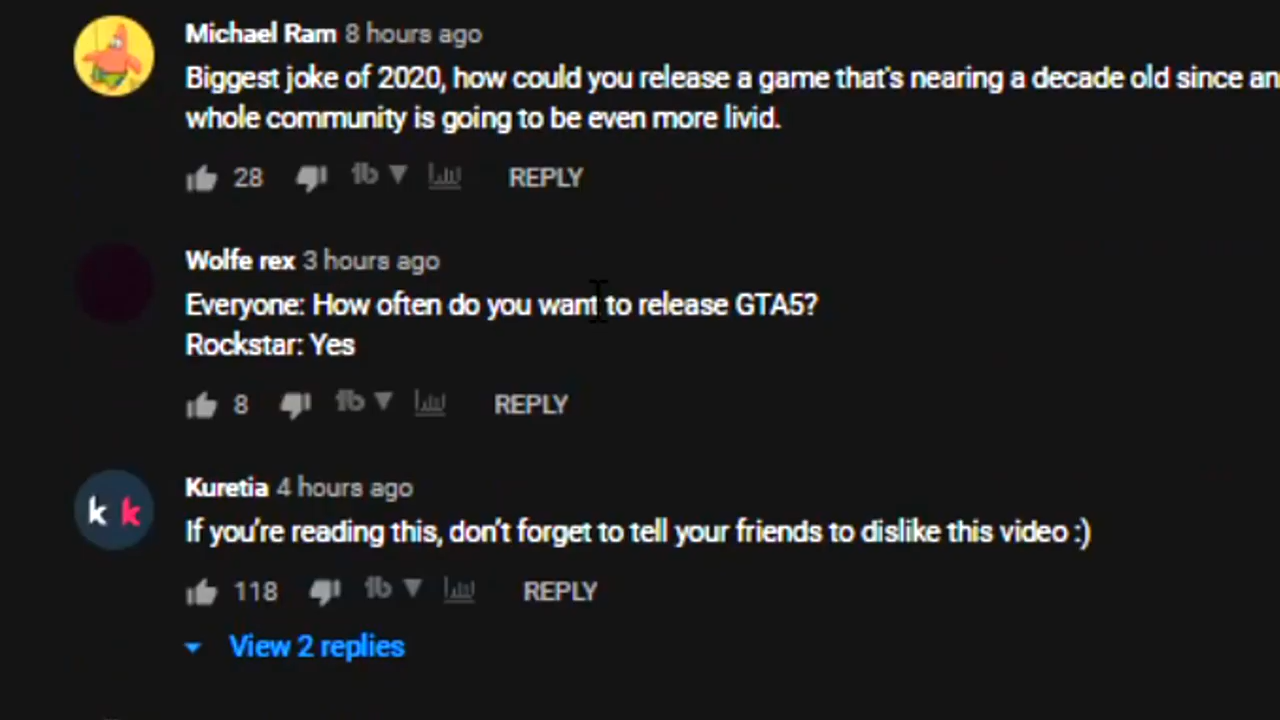 Michael Ram 8 hours ago
Biggest joke of 2020, how could you release a game that's nearing a decade old since an
whole community is going to be even more livid.
28 REPLY
Wolfe rex 3 hours ago
Everyone: How often do you want to release GTA5?
Rockstar: Yes
8 REPLY
k k
Kuretia 4 hours ago
If you're reading this, don't forget to tell your friends to dislike this video :)
118 REPLY
View 2 replies